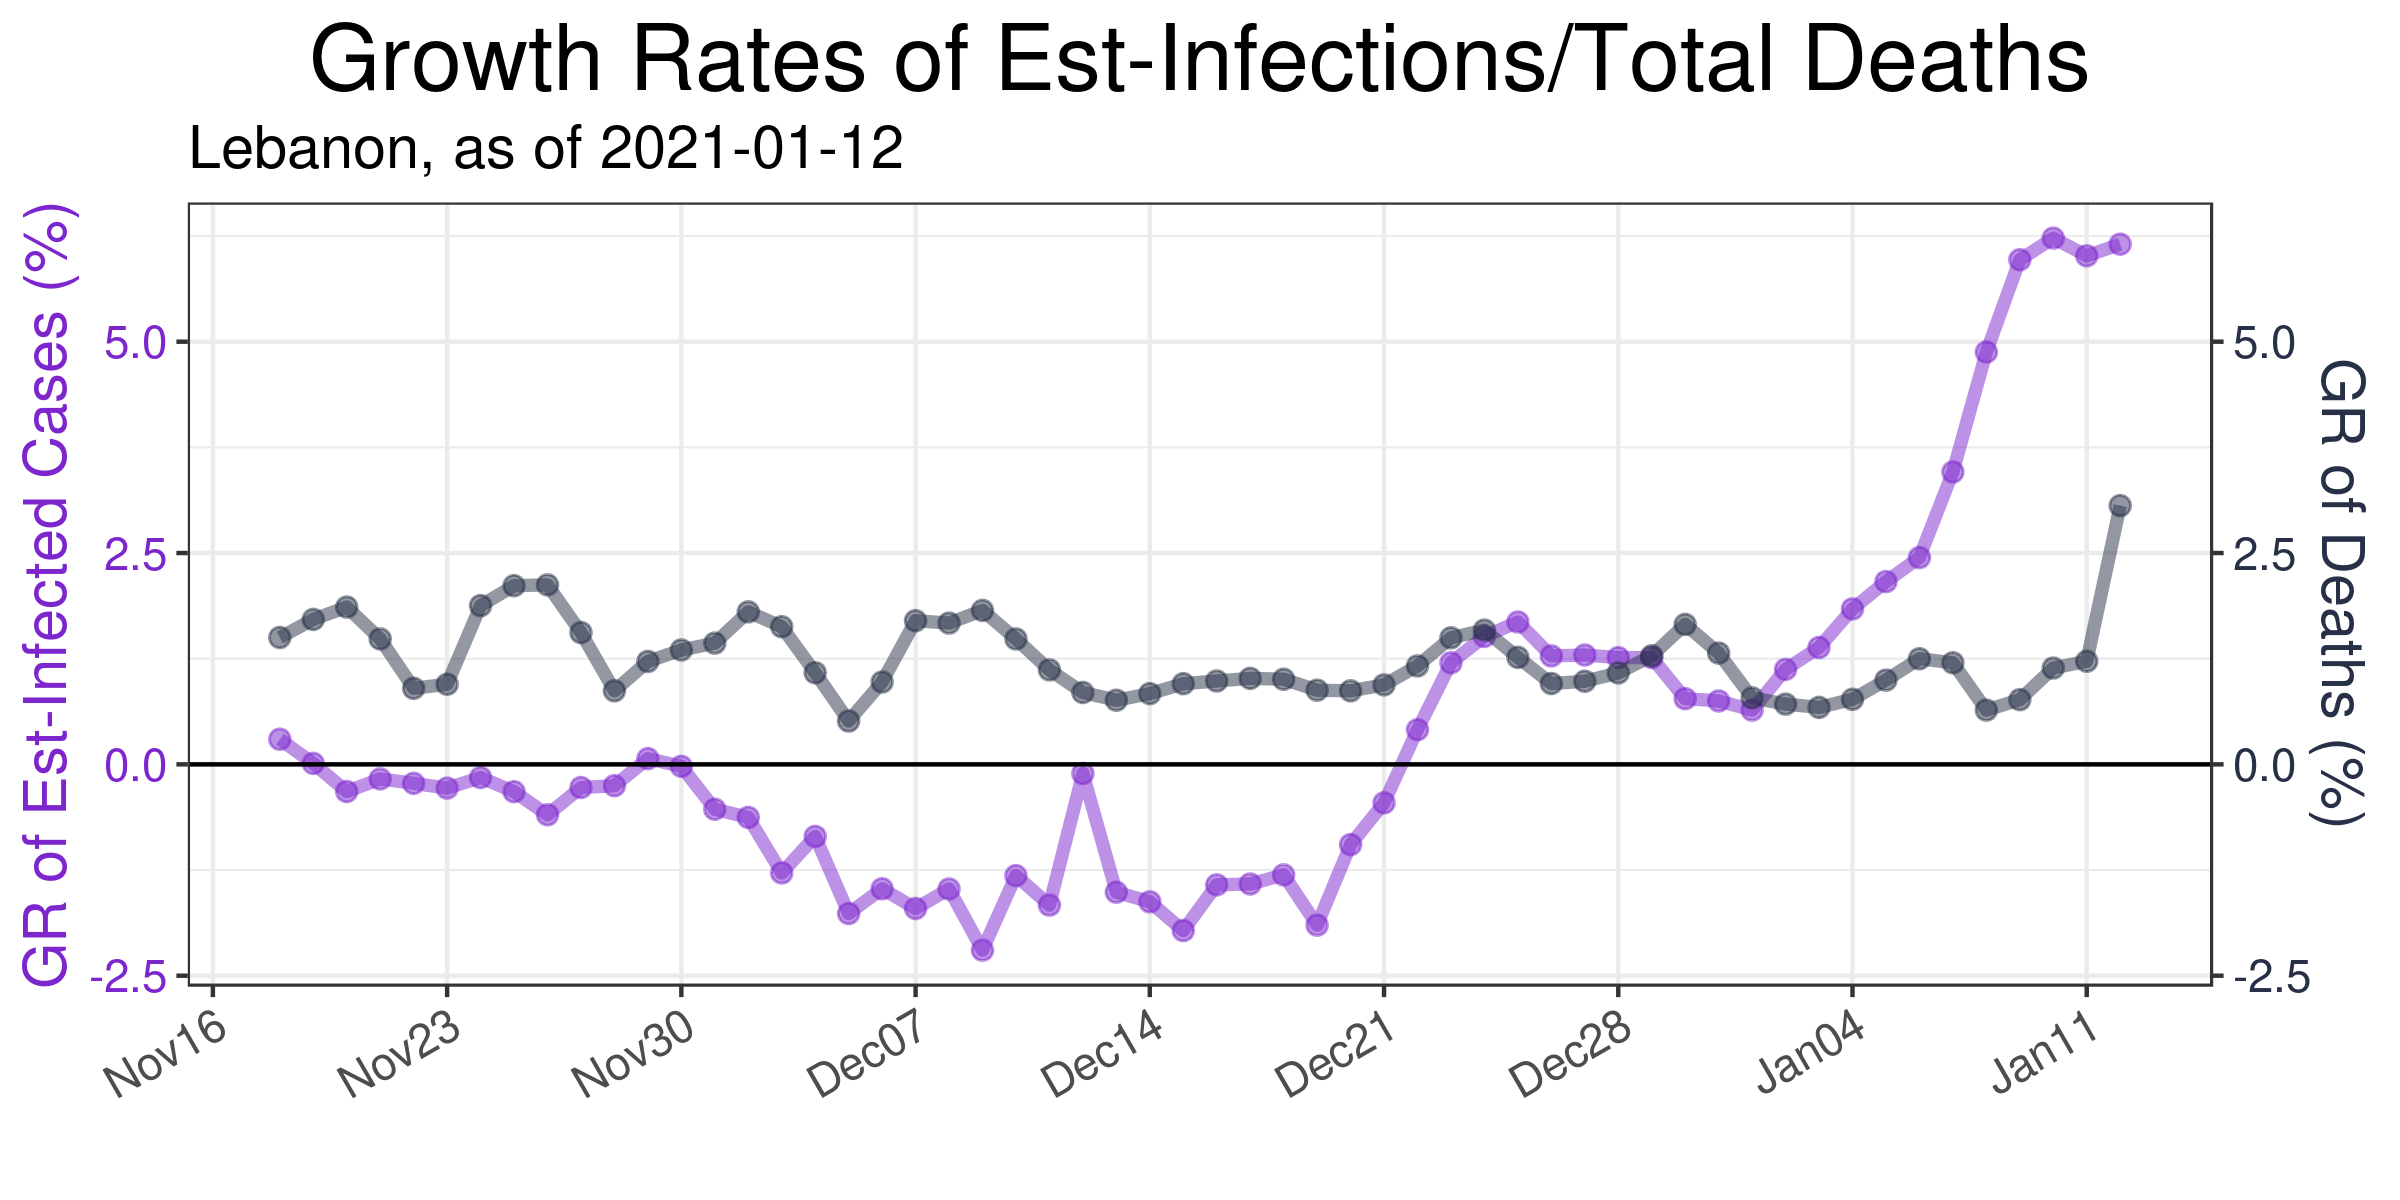 Growth Rates of Est-Infections/Total Deaths
Lebanon, as of 2021-01-12
GR of Est-Infected Cases (%)
5.0
2.5
0.0
-2.5
5.0
2.5
0.0
-2.5
GR of Deaths (%)
Nov16
Nov23
Nov30
Dec07
Dec14
Dec21
Dec28
Jan04
Jan11